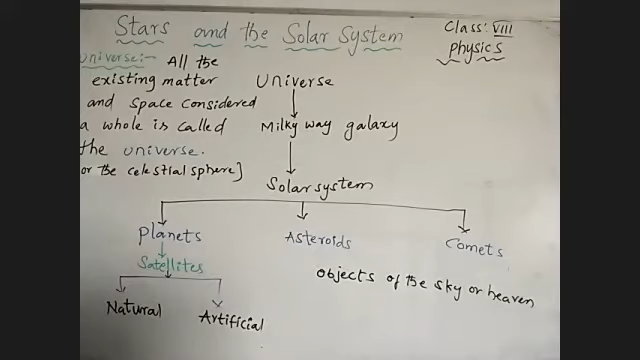 Stars and the Solar System
Class: VIII
Physics
Universe:- All the
existing matter
and space considered
a whole is called
the universe.
or the celestial sphere]
Universe
Milky way galaxy
Solar system
Planets
Asteroids
Comets
Satellites
Natural
Artificial
Objects of the sky or heaven